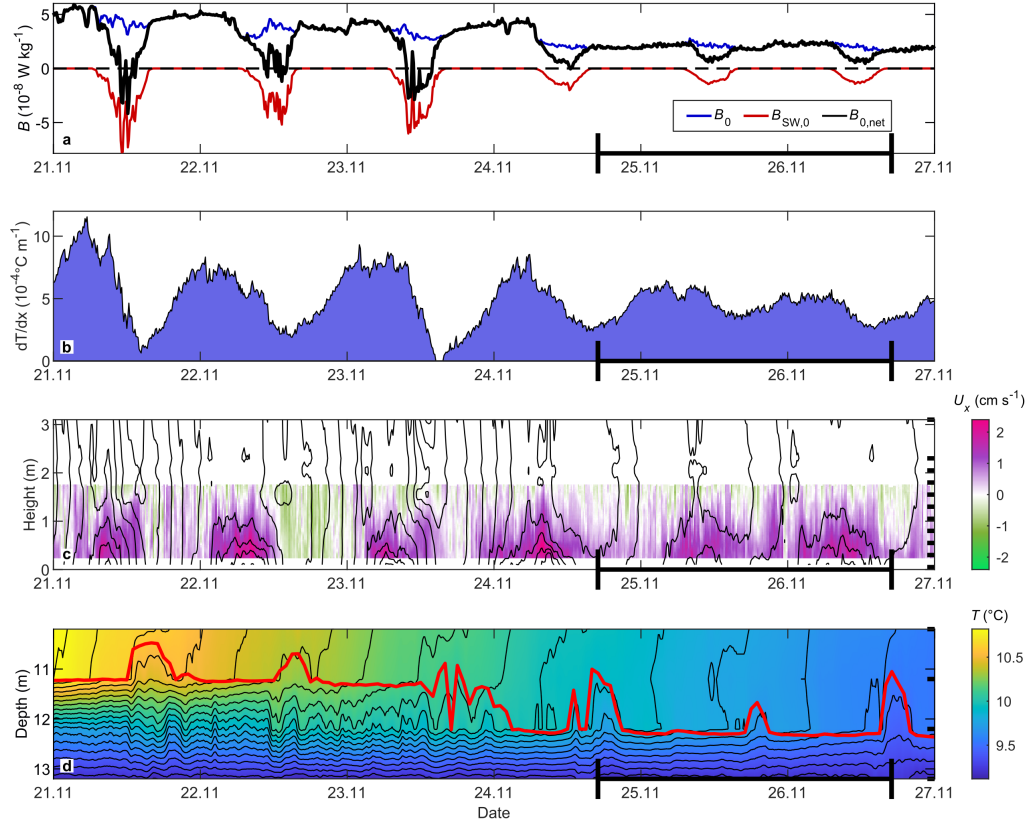 5
0
-5
B (10⁻⁸ W kg⁻¹)
a
B₀ B_SW,0 B₀,net
21.11 22.11 23.11 24.11 25.11 26.11 27.11
10
5
0
dT/dx (10⁻⁴°C m⁻¹)
b
21.11 22.11 23.11 24.11 25.11 26.11 27.11
Uₓ (cm s⁻¹)
3
2
1
0
Height (m)
c
2
1
0
-1
-2
21.11 22.11 23.11 24.11 25.11 26.11 27.11
T (°C)
11
12
13
Depth (m)
d
10.5
10
9.5
21.11 22.11 23.11 24.11 25.11 26.11 27.11
Date